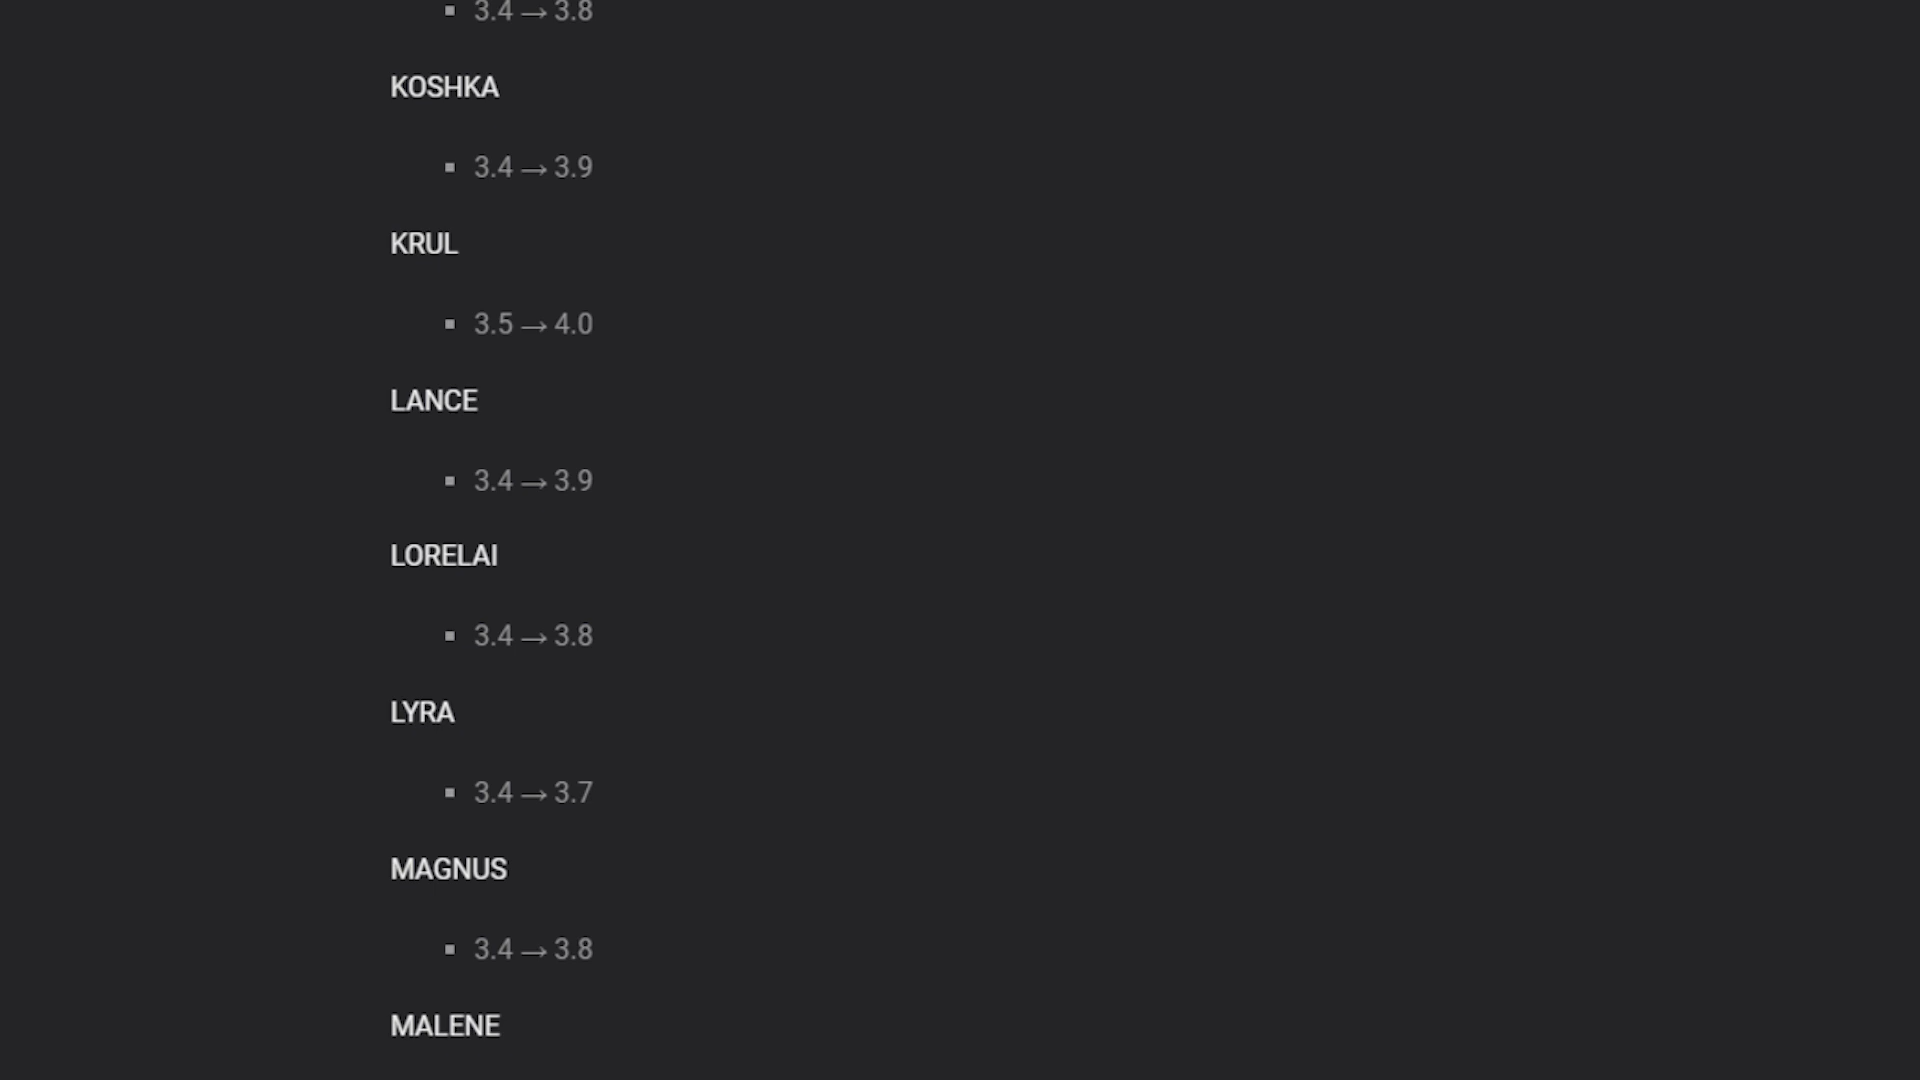 ▪ 3.4 → 3.8
KOSHKA
▪ 3.4 → 3.9
KRUL
▪ 3.5 → 4.0
LANCE
▪ 3.4 → 3.9
LORELAI
▪ 3.4 → 3.8
LYRA
▪ 3.4 → 3.7
MAGNUS
▪ 3.4 → 3.8
MALENE